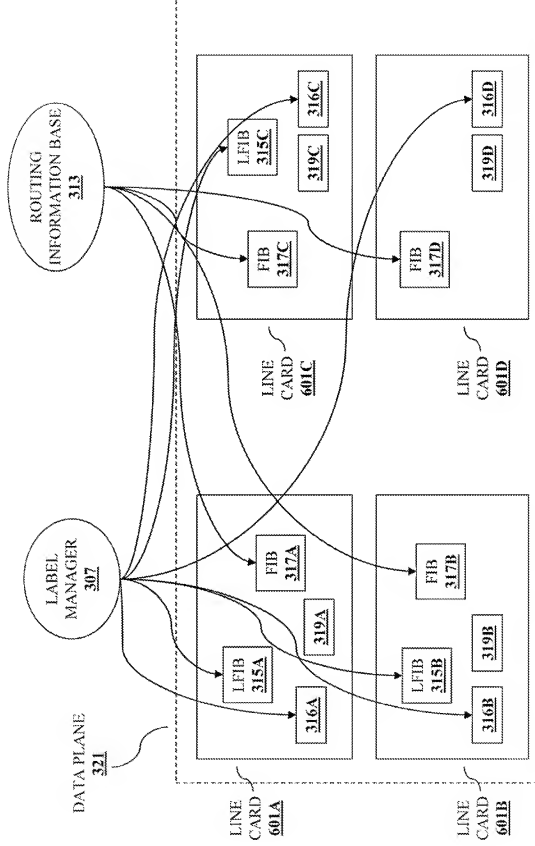 ROUTING
INFORMATION BASE
313
LABEL
MANAGER
307
DATA PLANE
321
LINE
CARD
601A
316A
LFIB
315A
319A
FIB
317A
LINE
CARD
601B
316B
LFIB
315B
319B
FIB
317B
LINE
CARD
601C
FIB
317C
LFIB
315C
319C
316C
LINE
CARD
601D
FIB
317D
319D
316D